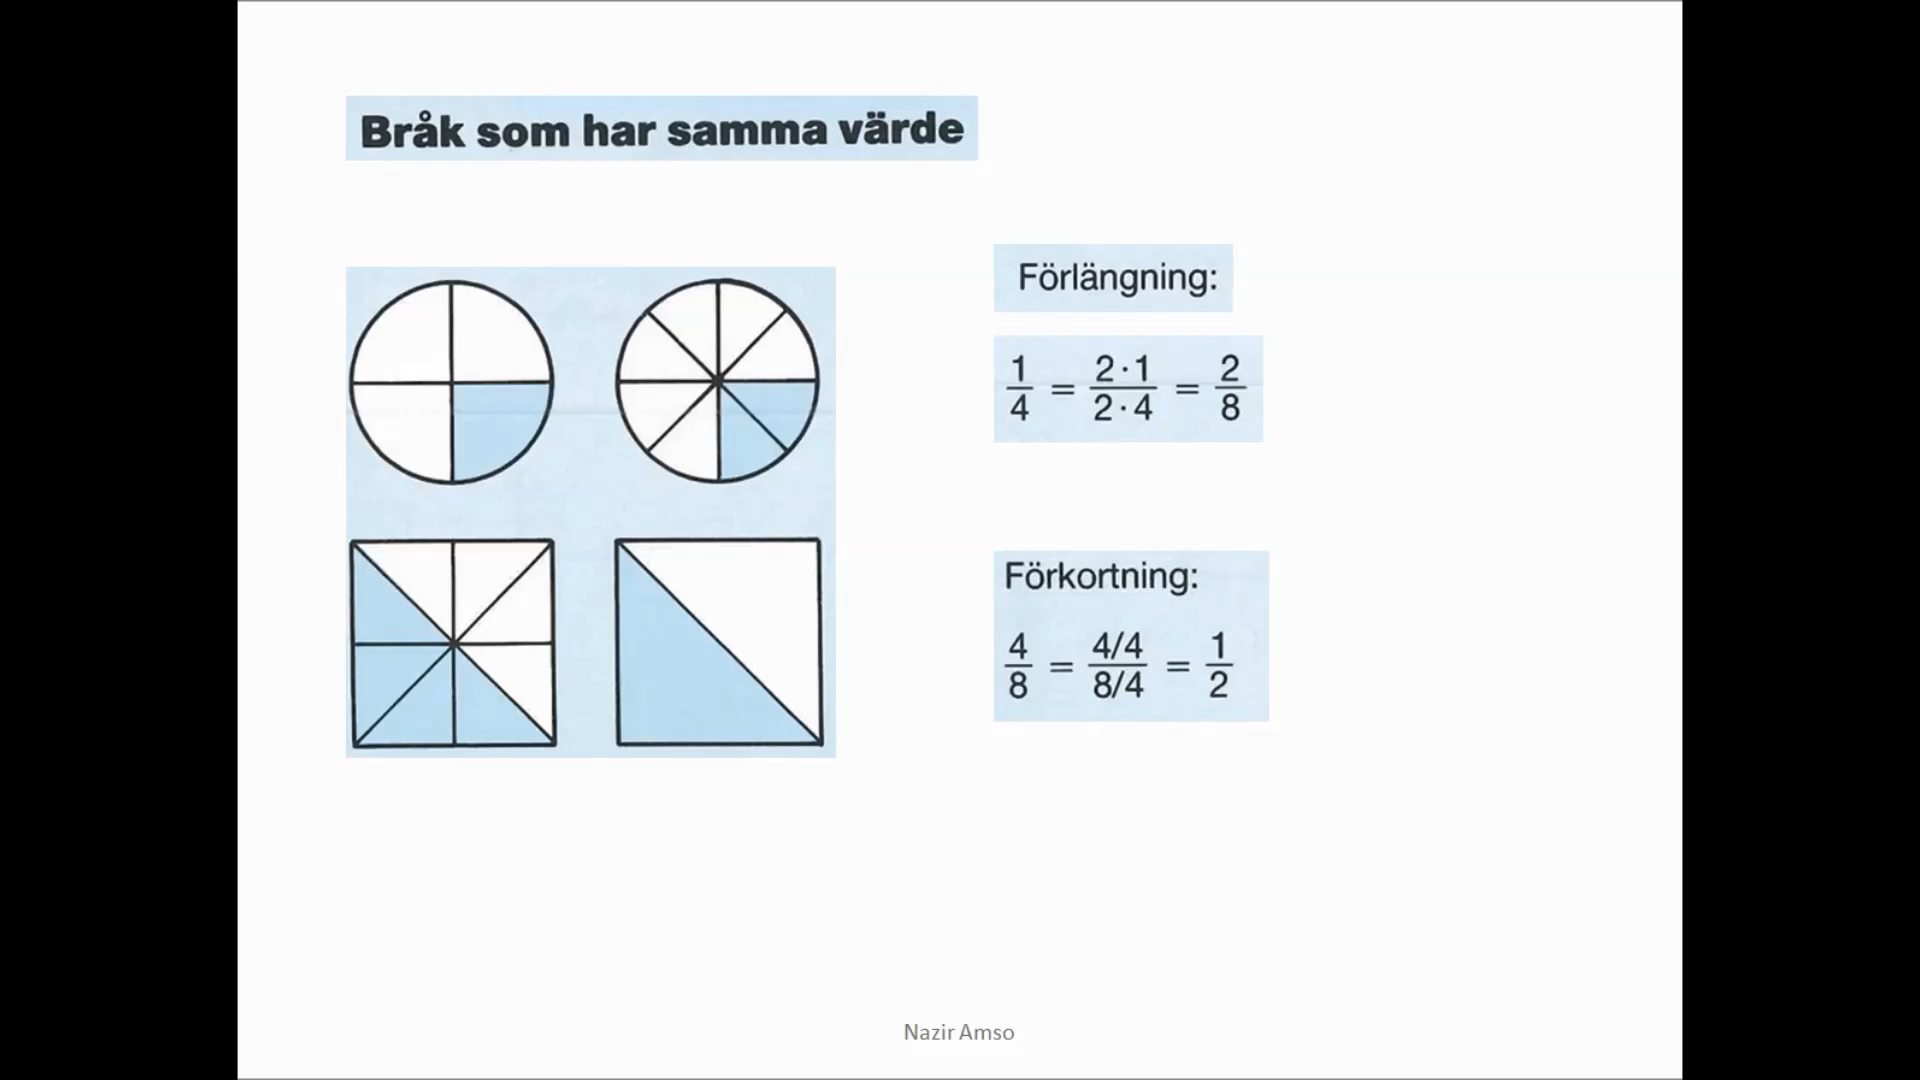 Bråk som har samma värde
Förlängning:
1/4 = 2·1/2·4 = 2/8
Förkortning:
4/8 = 4/4/8/4 = 1/2
Nazir Amso